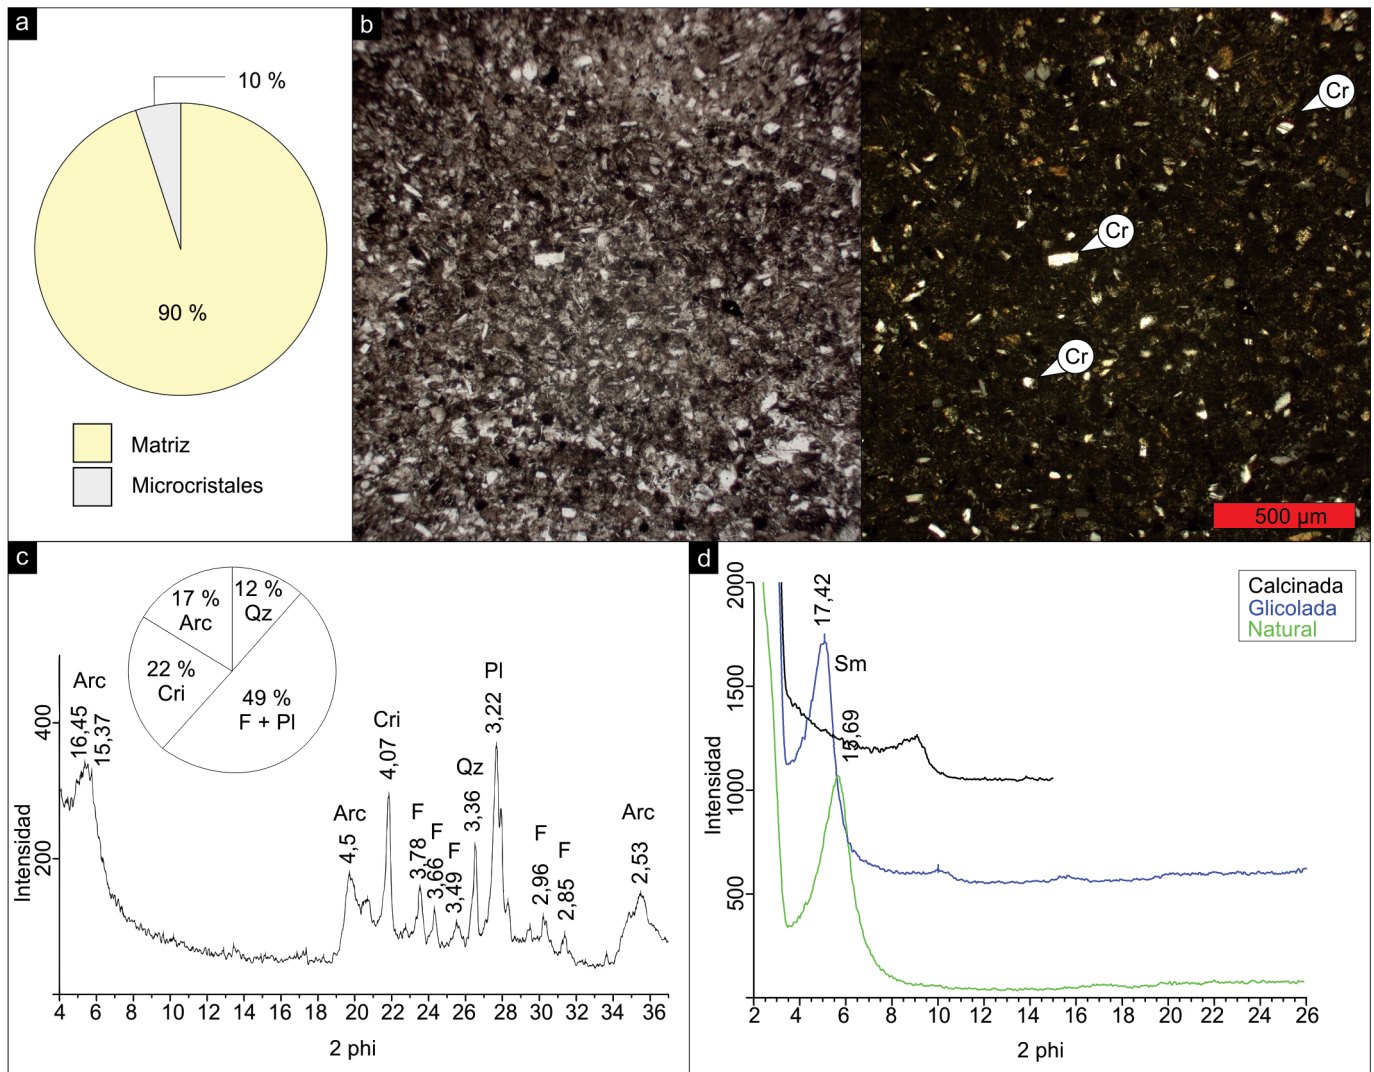 a
10 %
90 %
Matriz
Microcristales
b
Cr
Cr
Cr
500 µm
c
17 %
Arc
12 %
Qz
22 %
Cri
49 %
F + Pl
Intensidad
400
200
Arc
16,45
15,37
Arc
4,5
Cri
4,07
F
3,78
F
3,66
F
3,49
Qz
3,36
Pl
3,22
F
2,96
F
2,85
Arc
2,53
4 6 8 10 12 14 16 18 20 22 24 26 28 30 32 34 36
2 phi
d
Calcinada
Glicolada
Natural
Intensidad
2000
1500
1000
500
17,42
Sm
15,69
2 4 6 8 10 12 14 16 18 20 22 24 26
2 phi